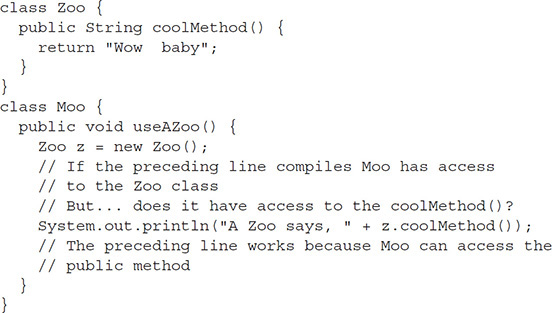 class Zoo {
  public String coolMethod() {
    return "Wow  baby";
  }
}
class Moo {
  public void useAZoo() {
    Zoo z = new Zoo();
    // If the preceding line compiles Moo has access
    // to the Zoo class
    // But... does it have access to the coolMethod()?
    System.out.println("A Zoo says, " + z.coolMethod());
    // The preceding line works because Moo can access the
    // public method
  }
}